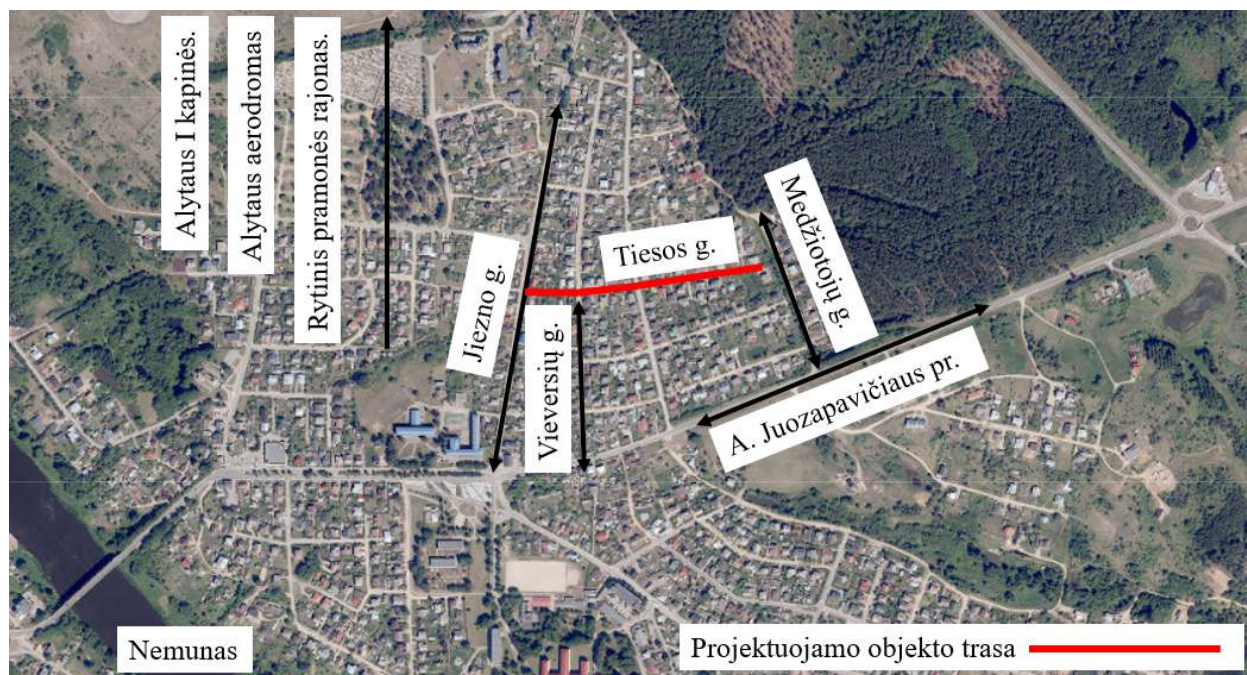 Alytaus I kapinės.
Alytaus aerodromas
Rytinis pramonės rajonas.
Jiezno g.
Tiesos g.
Vieversių g.
Medžiotojų g.
A. Juozapavičiaus pr.
Nemunas
Projektuojamo objekto trasa